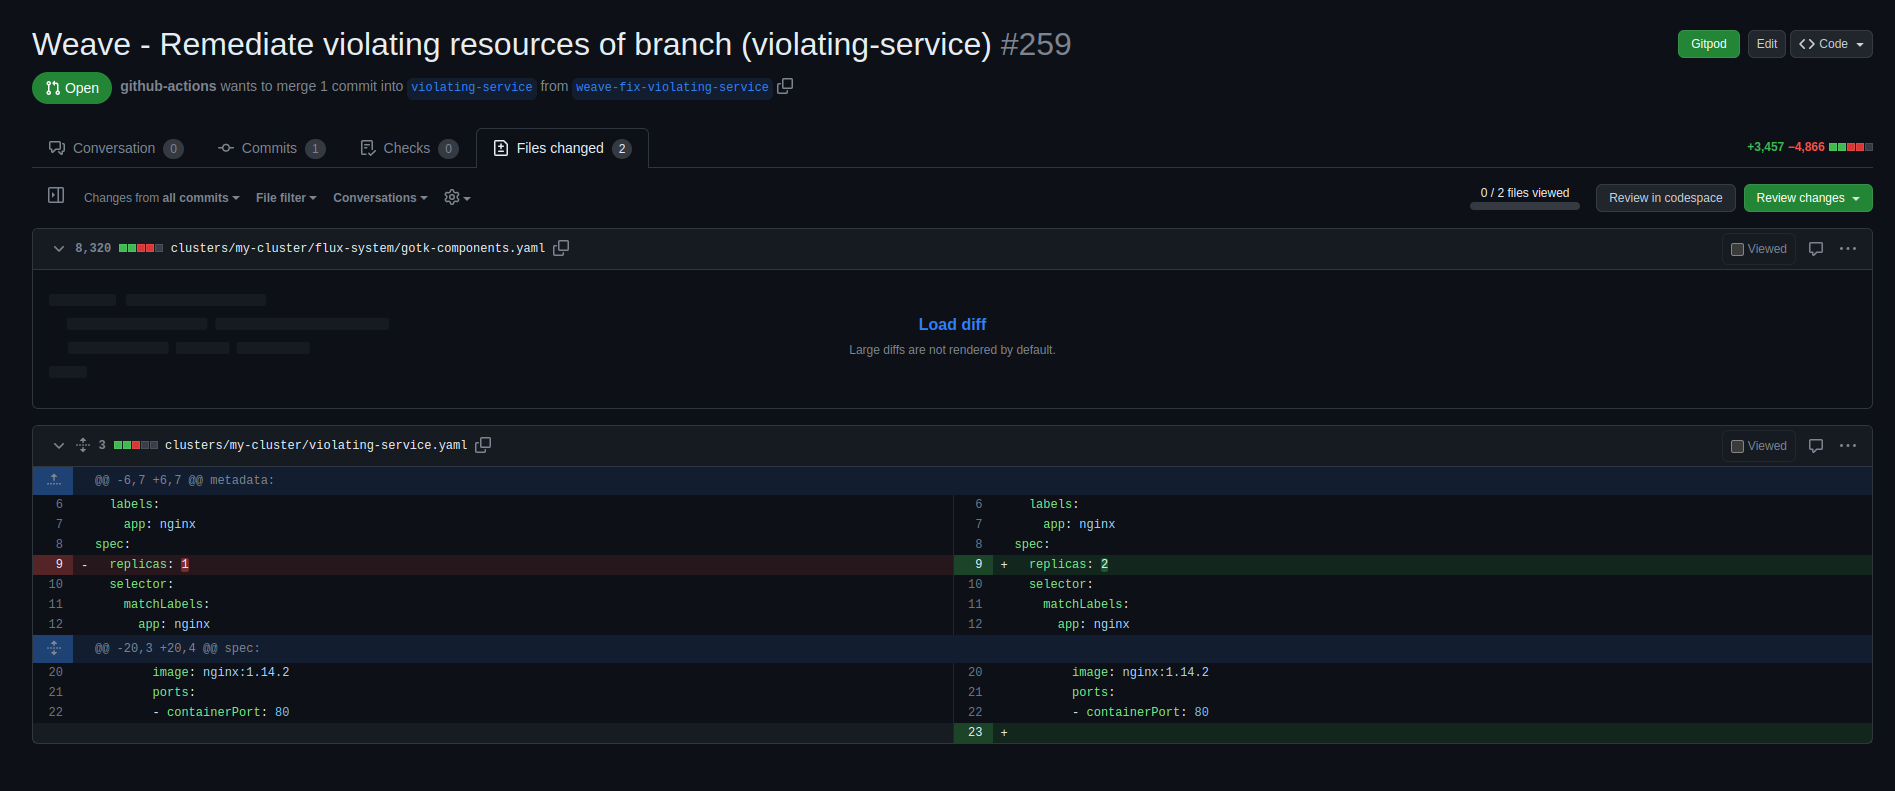 Weave - Remediate violating resources of branch (violating-service) #259
Gitpod Edit <> Code
Open github-actions wants to merge 1 commit into violating-service from weave-fix-violating-service
Conversation 0 Commits 1 Checks 0 Files changed 2 +3,457 −4,866
Changes from all commits File filter Conversations 0 / 2 files viewed Review in codespace Review changes
8,320 clusters/my-cluster/flux-system/gotk-components.yaml Viewed
Load diff
Large diffs are not rendered by default.
3 clusters/my-cluster/violating-service.yaml Viewed
@@ -6,7 +6,7 @@ metadata:
6 labels: 6 labels:
7 app: nginx 7 app: nginx
8 spec: 8 spec:
9 - replicas: 1 9 + replicas: 2
10 selector: 10 selector:
11 matchLabels: 11 matchLabels:
12 app: nginx 12 app: nginx
@@ -20,3 +20,4 @@ spec:
20 image: nginx:1.14.2 20 image: nginx:1.14.2
21 ports: 21 ports:
22 - containerPort: 80 22 - containerPort: 80
23 +